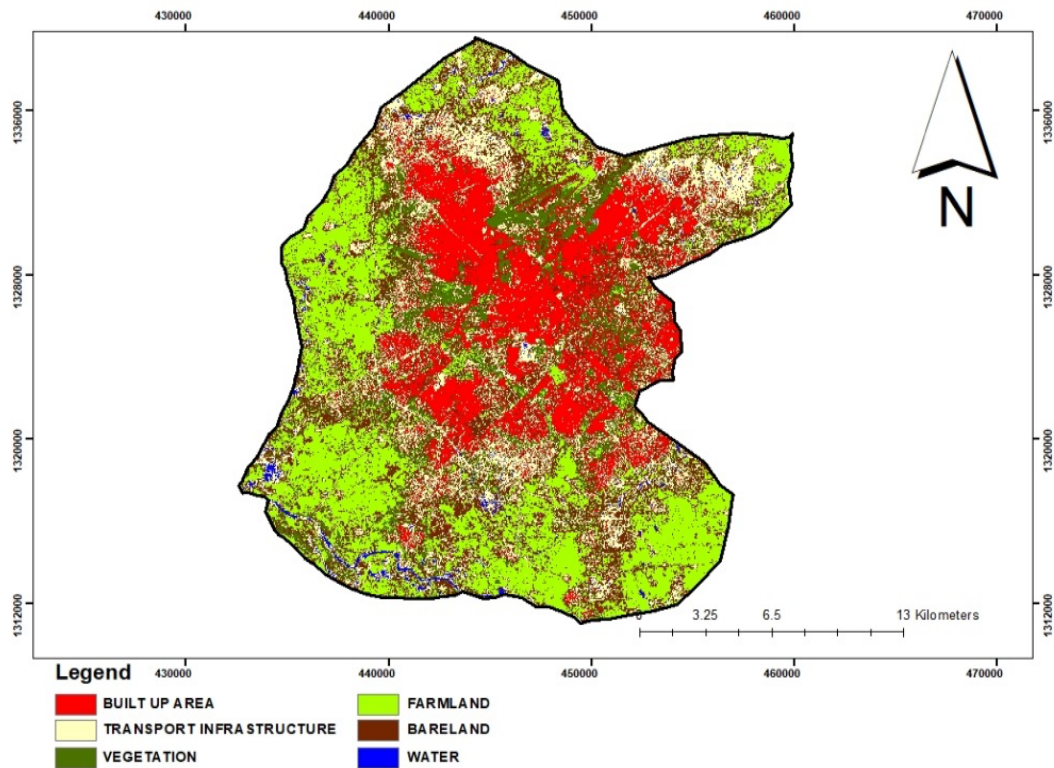 430000 440000 450000 460000 470000
1336000 1336000
N
1328000 1328000
1320000 1320000
1312000 1312000
0 3.25 6.5 13 Kilometers
430000 440000 450000 460000 470000
Legend
BUILT UP AREA FARMLAND
TRANSPORT INFRASTRUCTURE BARELAND
VEGETATION WATER